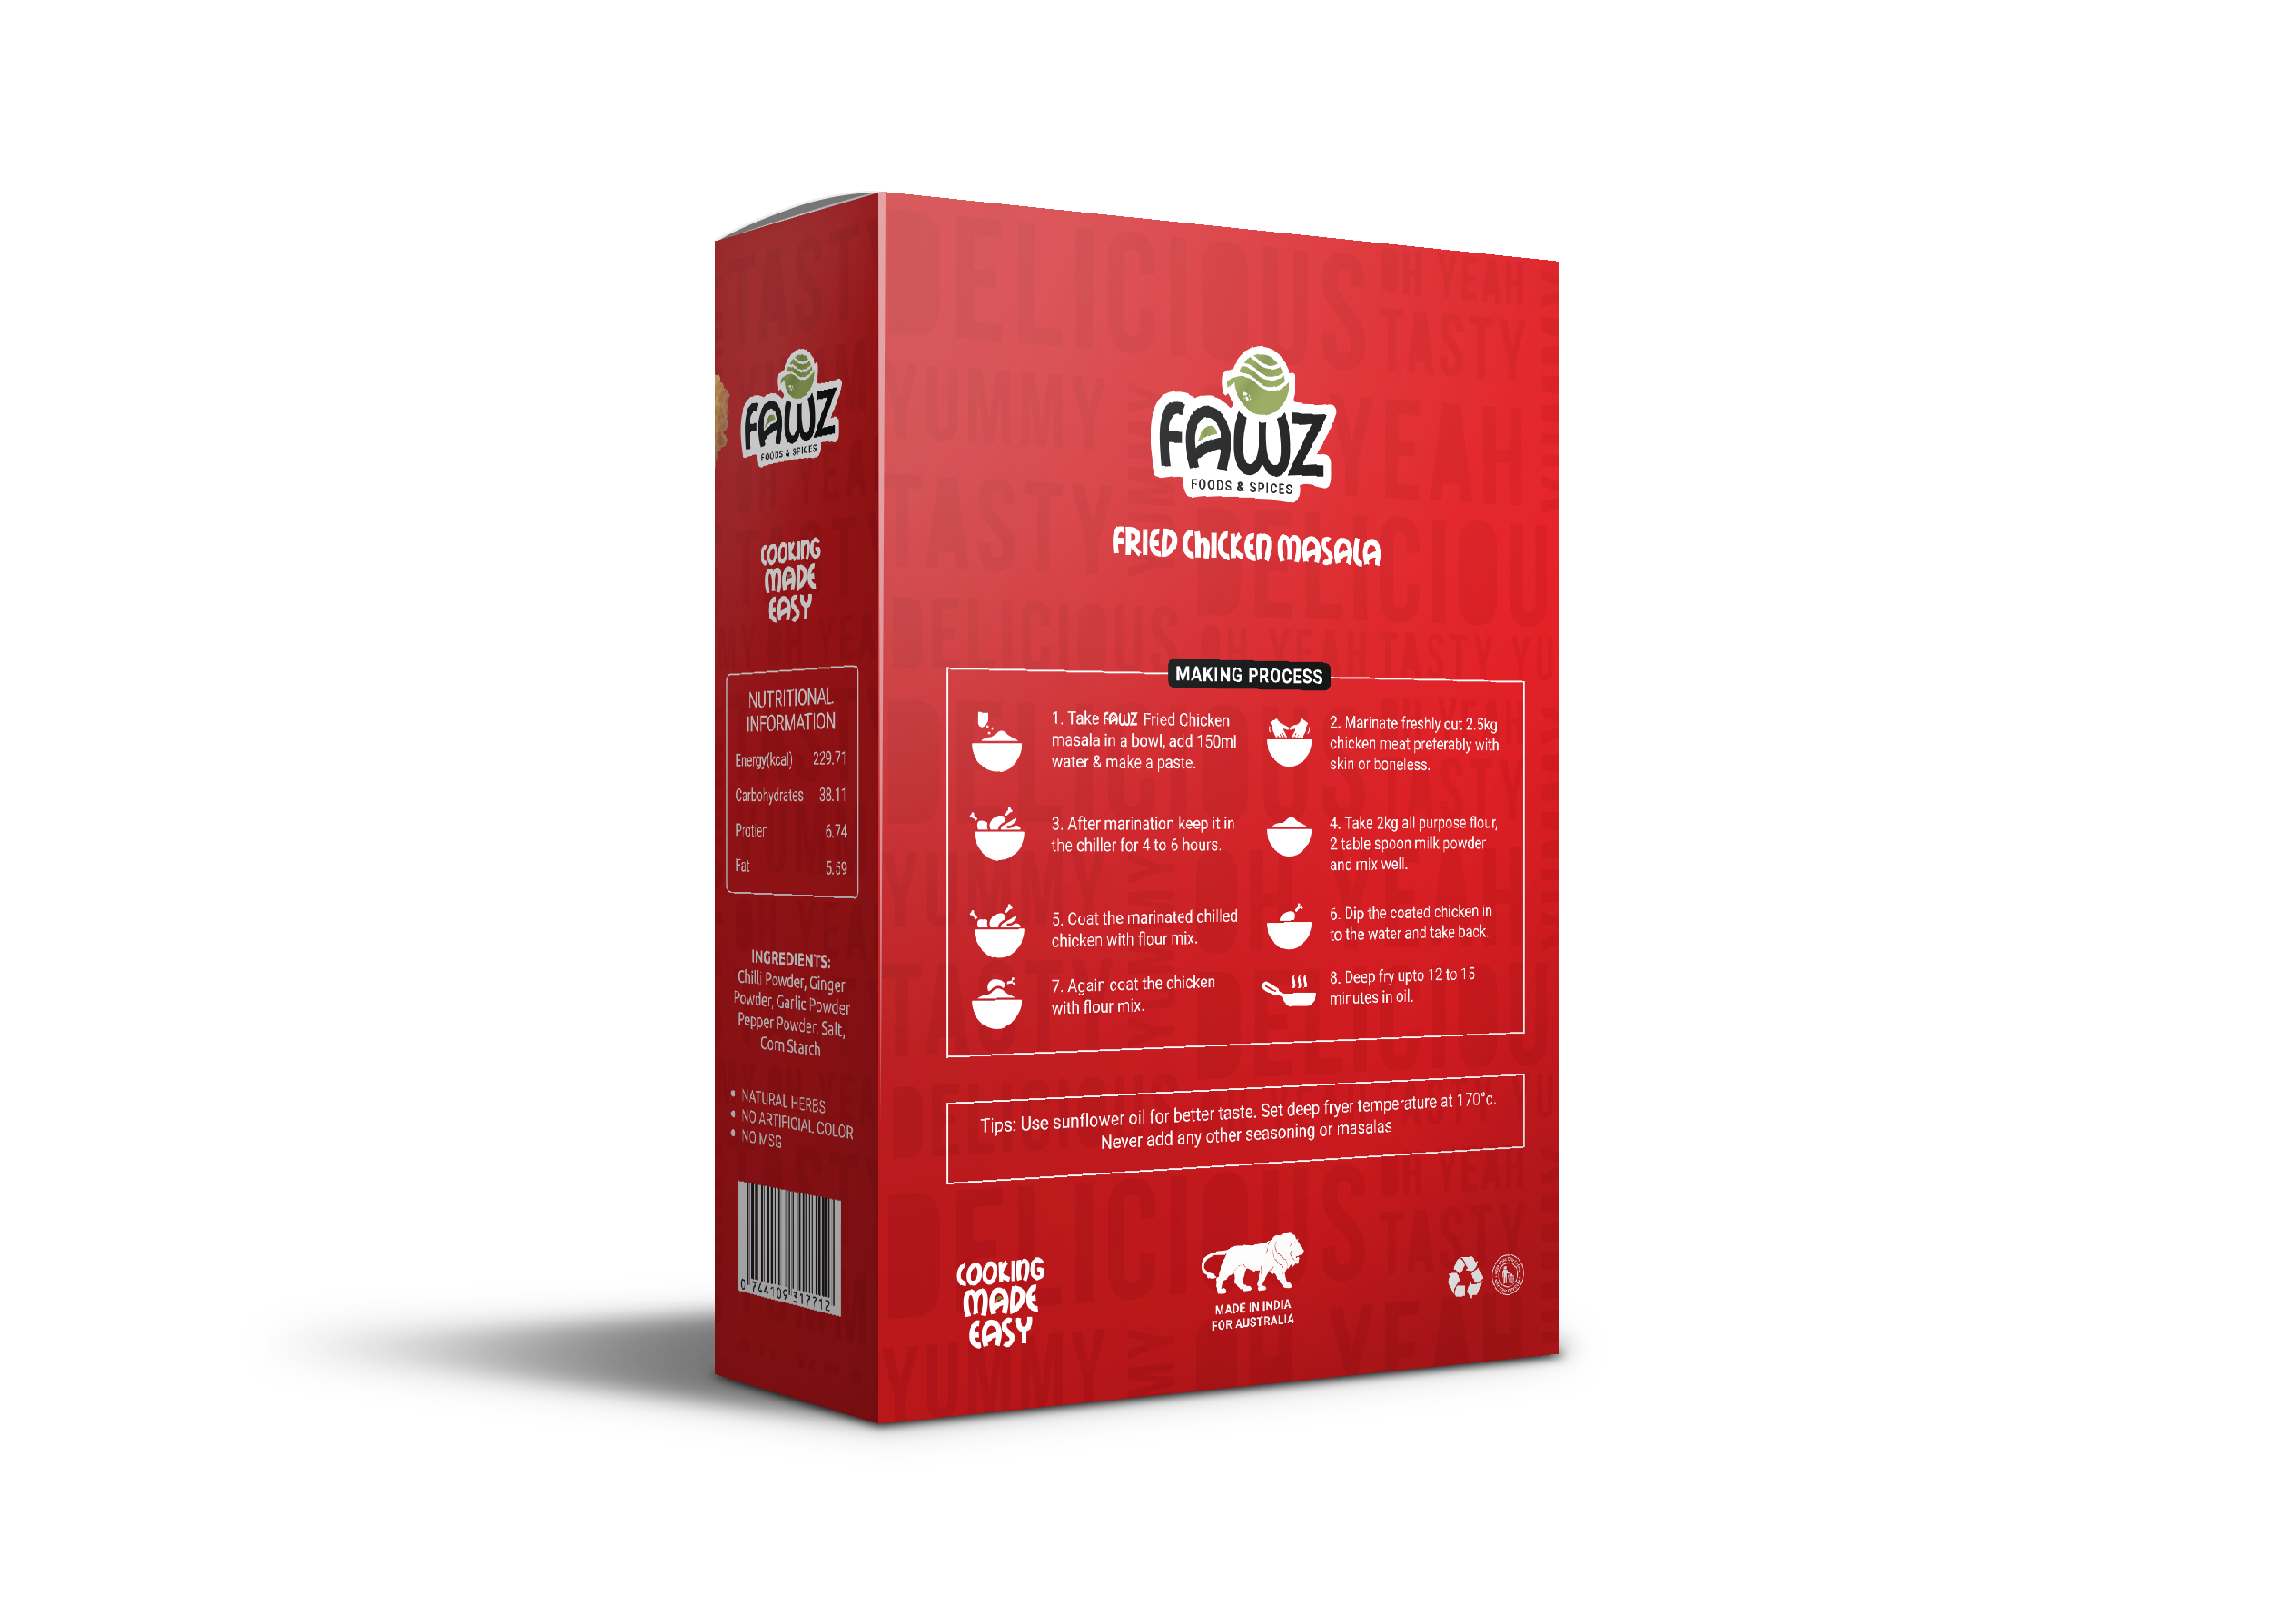 FAWZ
FOODS & SPICES
COOKING
MADE
EASY
NUTRITIONAL
INFORMATION
Energy(kcal) 229.71
Carbohydrates 38.11
Protien 6.74
Fat 5.59
INGREDIENTS:
Chilli Powder, Ginger
Powder, Garlic Powder
Pepper Powder, Salt,
Corn Starch
• NATURAL HERBS
• NO ARTIFICIAL COLOR
• NO MSG
0 744109 317712
FAWZ
FOODS & SPICES
FRIED CHICKEN MASALA
MAKING PROCESS
1. Take FAWZ Fried Chicken
masala in a bowl, add 150ml
water & make a paste.
2. Marinate freshly cut 2.5kg
chicken meat preferably with
skin or boneless.
3. After marination keep it in
the chiller for 4 to 6 hours.
4. Take 2kg all purpose flour,
2 table spoon milk powder
and mix well.
5. Coat the marinated chilled
chicken with flour mix.
6. Dip the coated chicken in
to the water and take back.
7. Again coat the chicken
with flour mix.
8. Deep fry upto 12 to 15
minutes in oil.
Tips: Use sunflower oil for better taste. Set deep fryer temperature at 170°c.
Never add any other seasoning or masalas
COOKING
MADE
EASY
MADE IN INDIA
FOR AUSTRALIA
DELICIOUS
OH YEAH
TASTY
YUMMY